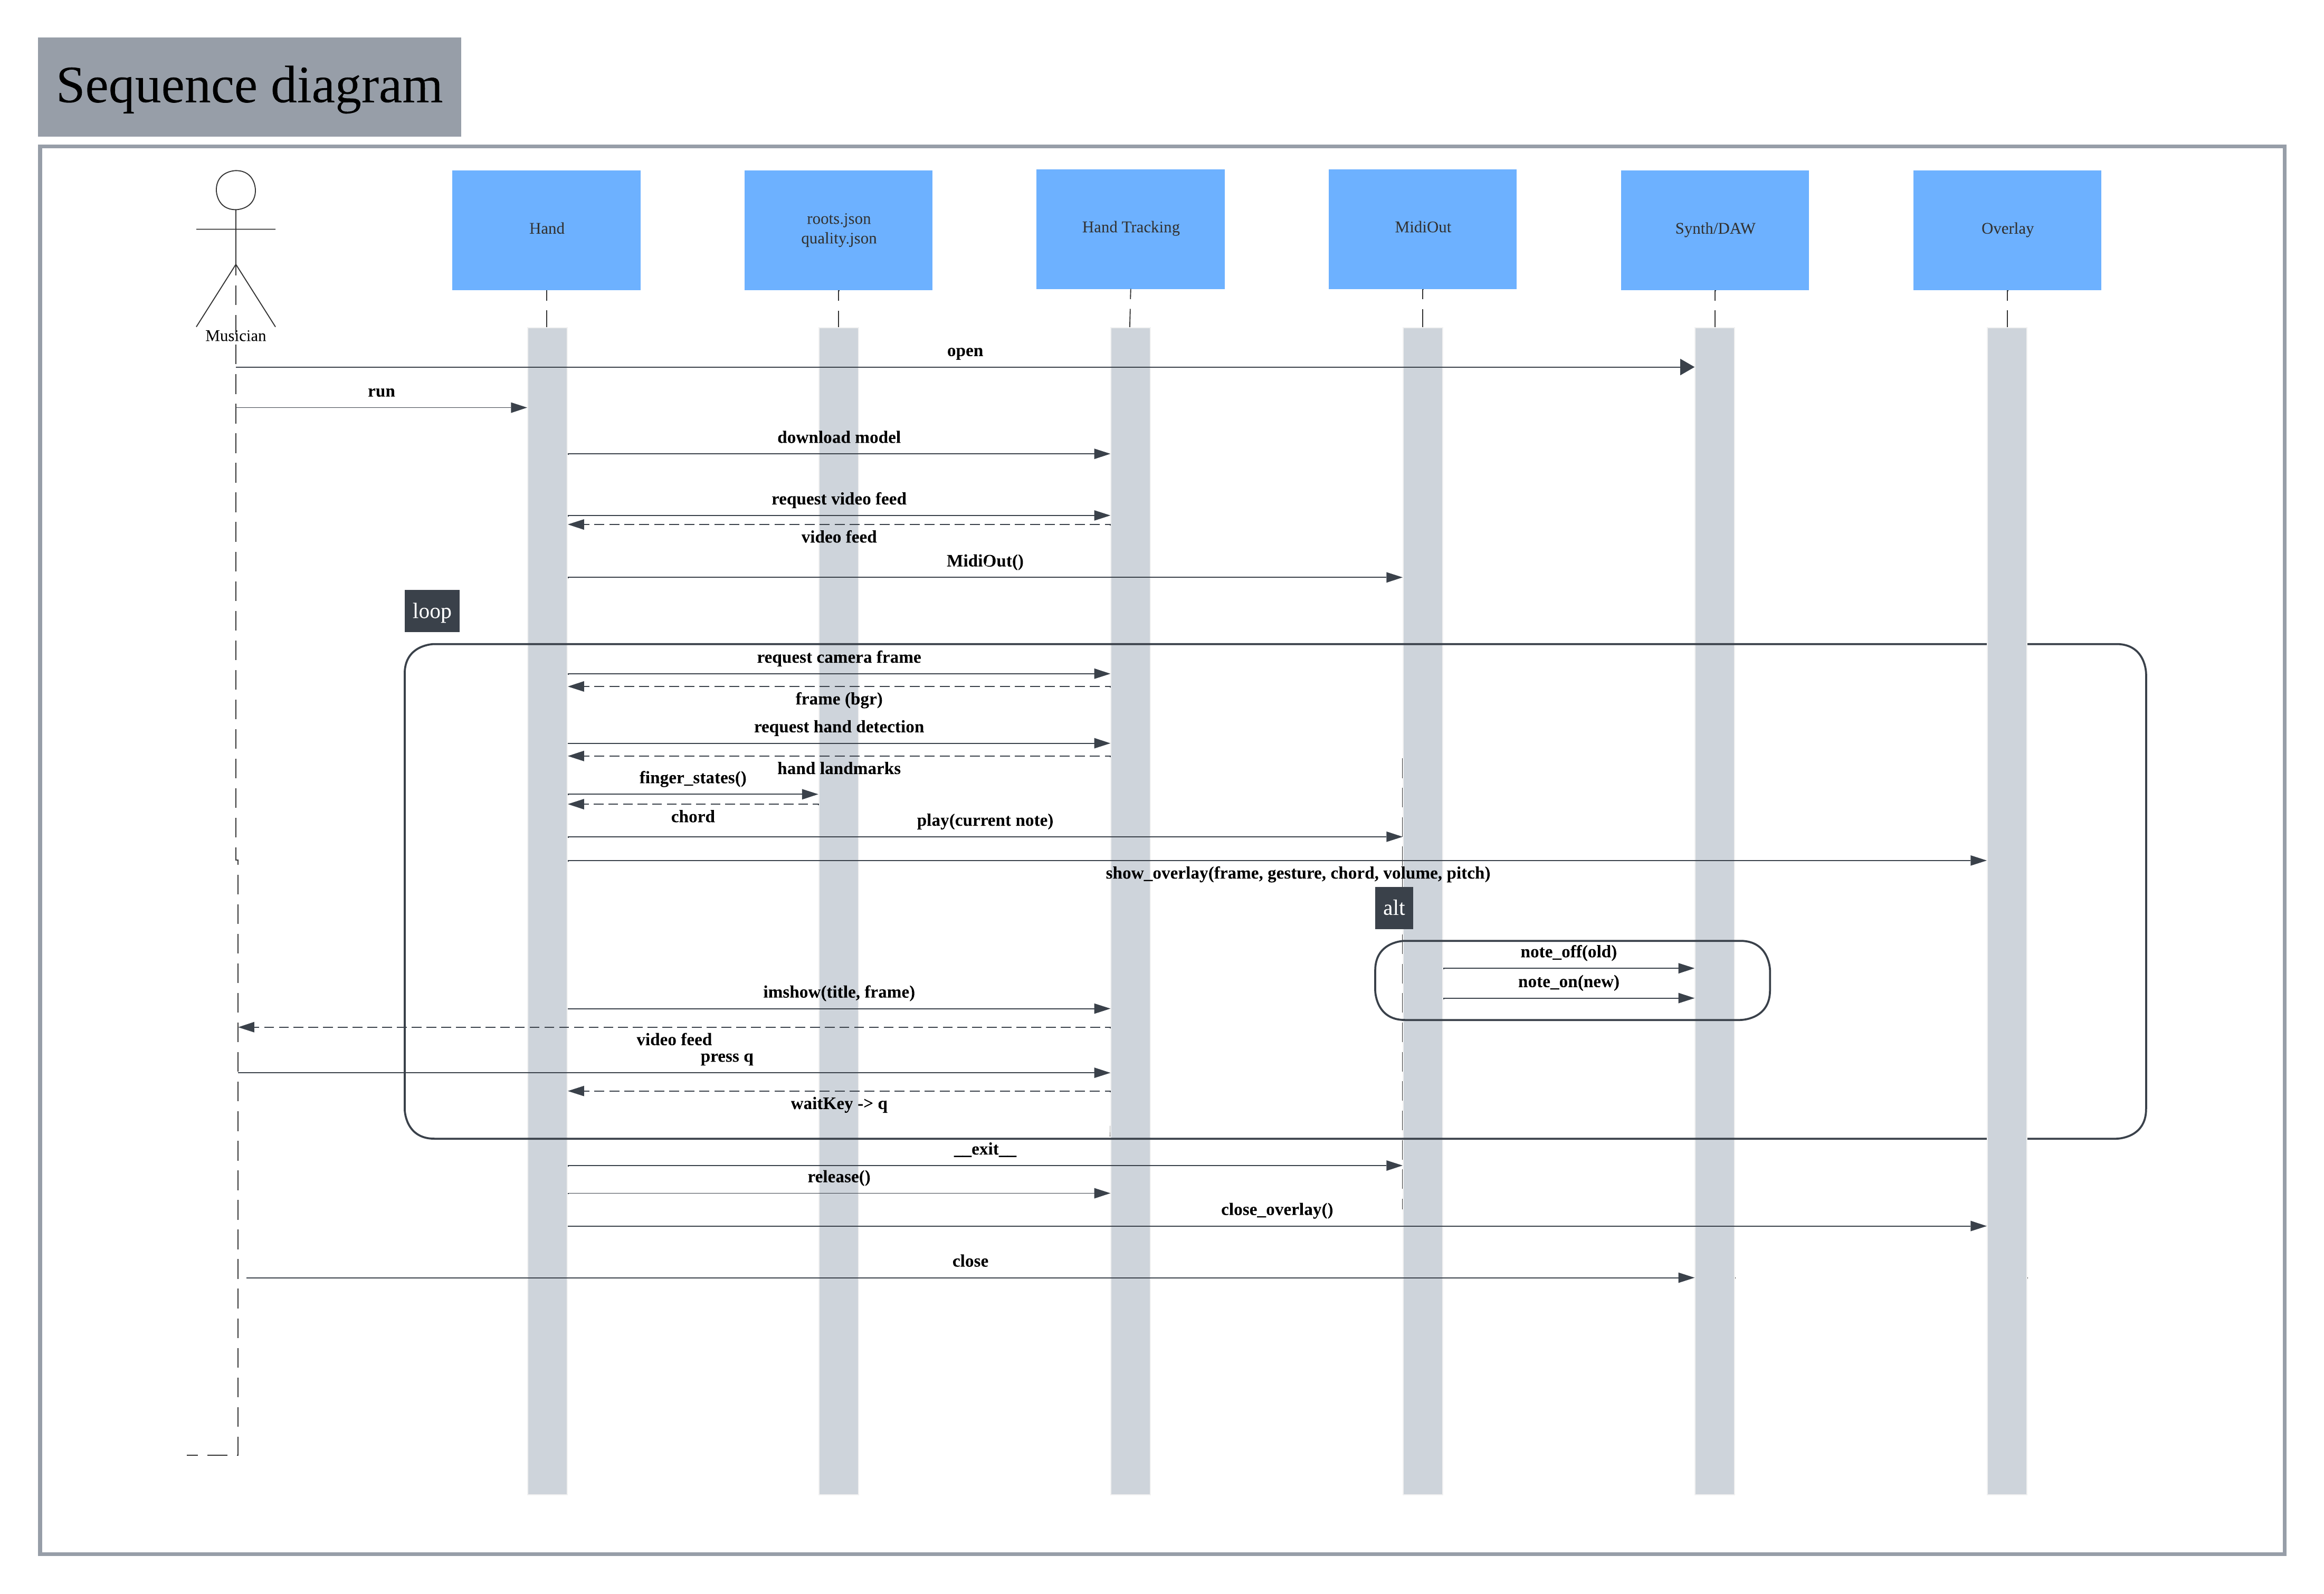 Sequence diagram
Hand
roots.json
quality.json
Hand Tracking
MidiOut
Synth/DAW
Overlay
Musician
open
run
download model
request video feed
video feed
MidiOut()
loop
request camera frame
frame (bgr)
request hand detection
hand landmarks
finger_states()
chord
play(current note)
show_overlay(frame, gesture, chord, volume, pitch)
alt
note_off(old)
note_on(new)
imshow(title, frame)
video feed
press q
waitKey -> q
__exit__
release()
close_overlay()
close